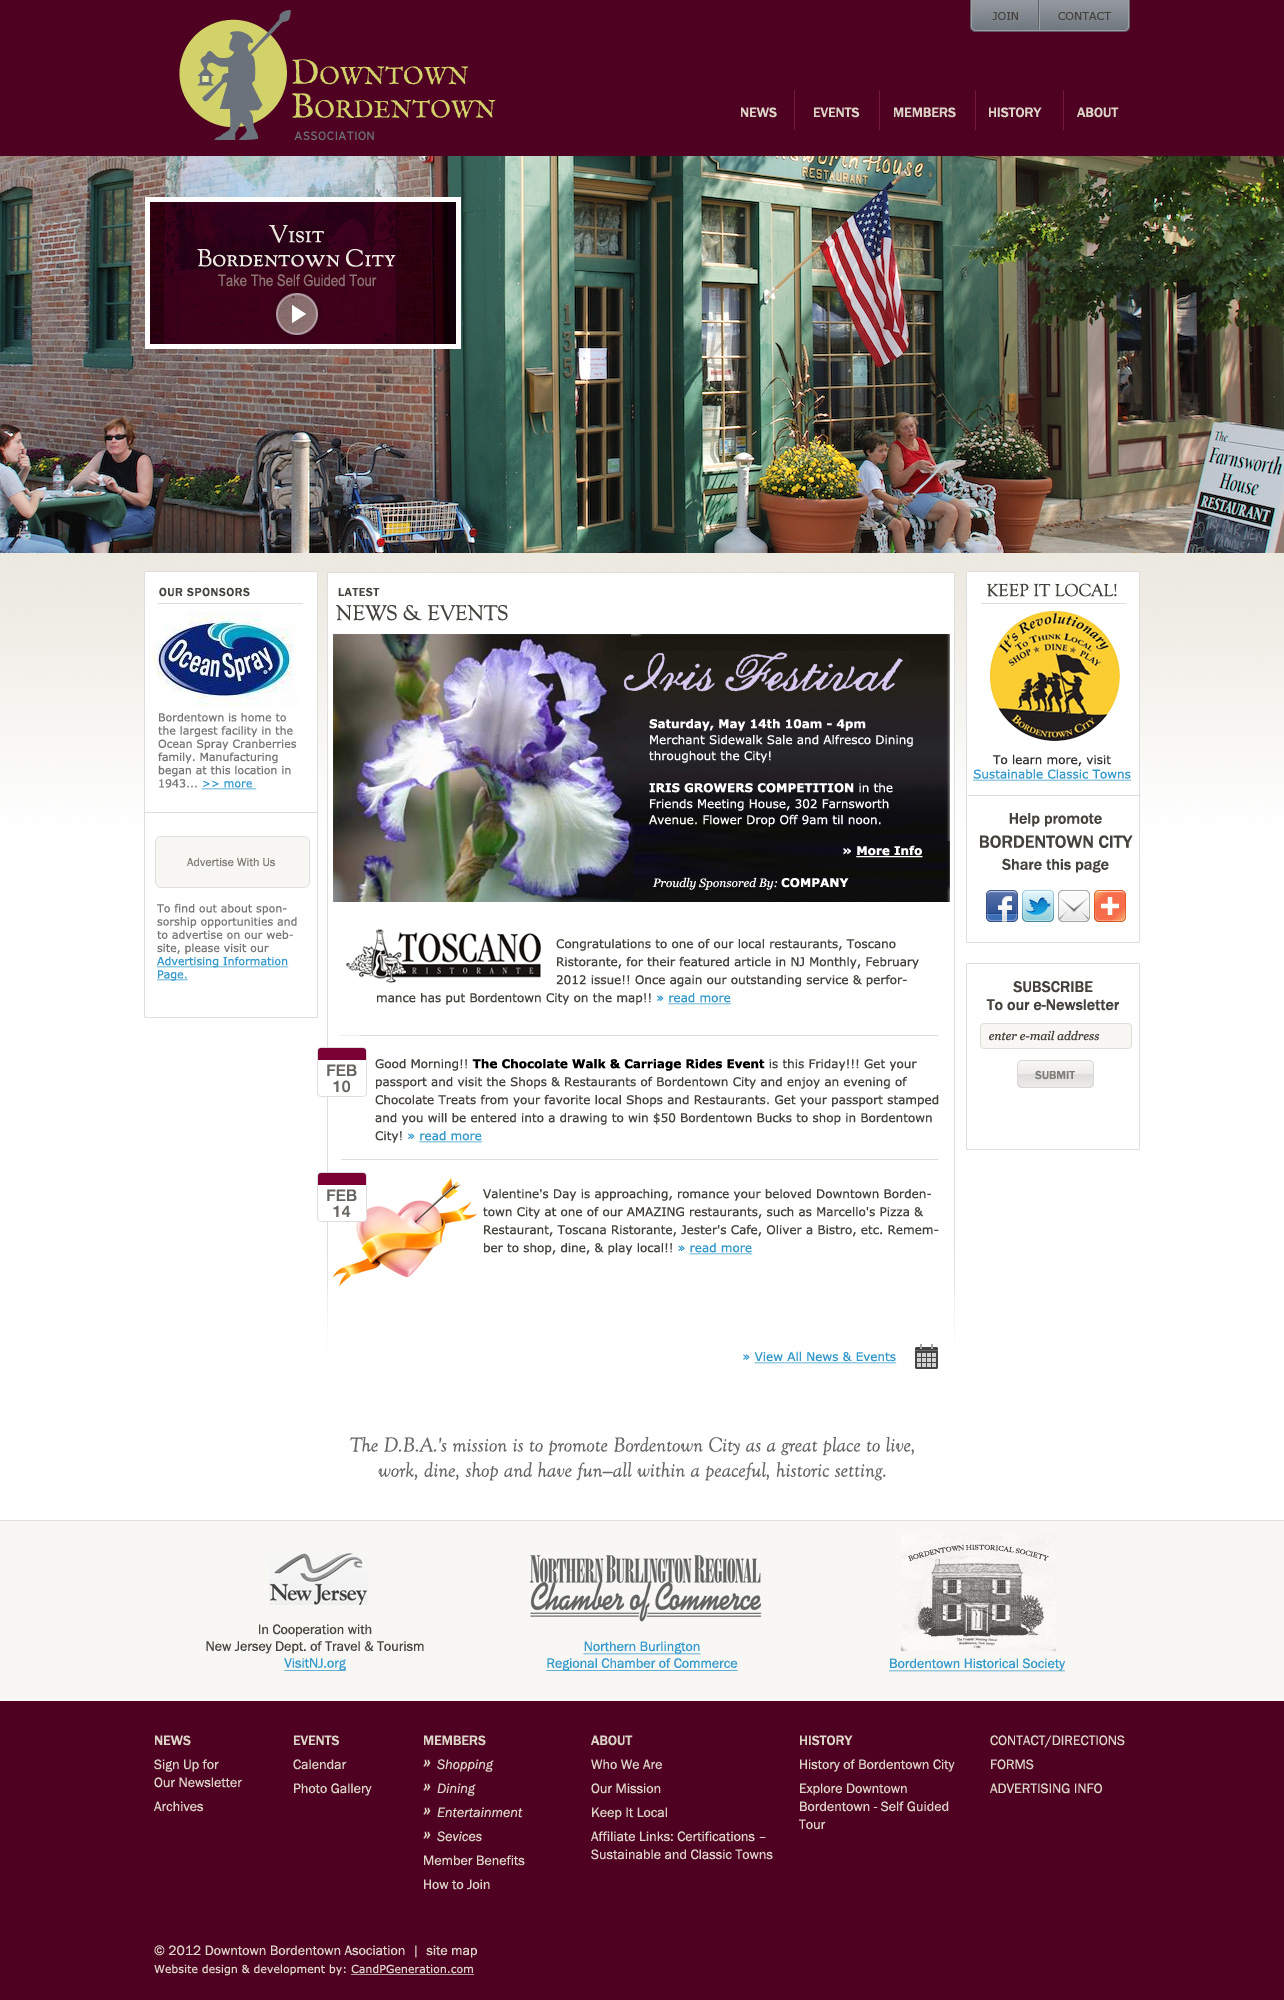 JOIN
CONTACT
DOWNTOWN
BORDENTOWN
ASSOCIATION
NEWS
EVENTS
MEMBERS
HISTORY
ABOUT
VISIT
BORDENTOWN CITY
Take The Self Guided Tour
House
RESTAURANT
135
The
Farnsworth
House
RESTAURANT
OUR SPONSORS
Ocean Spray
Bordentown is home to
the largest facility in the
Ocean Spray Cranberries
family. Manufacturing
began at this location in
1943... >> more
Advertise With Us
To find out about spon-
sorship opportunities and
to advertise on our web-
site, please visit our
Advertising Information
Page.
LATEST
NEWS & EVENTS
Iris Festival
Saturday, May 14th 10am - 4pm
Merchant Sidewalk Sale and Alfresco Dining
throughout the City!
IRIS GROWERS COMPETITION in the
Friends Meeting House, 302 Farnsworth
Avenue. Flower Drop Off 9am til noon.
» More Info
Proudly Sponsored By: COMPANY
TOSCANO
RISTORANTE
Congratulations to one of our local restaurants, Toscano
Ristorante, for their featured article in NJ Monthly, February
2012 issue!! Once again our outstanding service & perfor-
mance has put Bordentown City on the map!! » read more
FEB
10
Good Morning!! The Chocolate Walk & Carriage Rides Event is this Friday!!! Get your
passport and visit the Shops & Restaurants of Bordentown City and enjoy an evening of
Chocolate Treats from your favorite local Shops and Restaurants. Get your passport stamped
and you will be entered into a drawing to win $50 Bordentown Bucks to shop in Bordentown
City! » read more
FEB
14
Valentine's Day is approaching, romance your beloved Downtown Borden-
town City at one of our AMAZING restaurants, such as Marcello's Pizza &
Restaurant, Toscana Ristorante, Jester's Cafe, Oliver a Bistro, etc. Remem-
ber to shop, dine, & play local!! » read more
» View All News & Events
KEEP IT LOCAL!
It's Revolutionary
TO THINK LOCAL
SHOP ★ DINE ★ PLAY
BORDENTOWN CITY
To learn more, visit
Sustainable Classic Towns
Help promote
BORDENTOWN CITY
Share this page
SUBSCRIBE
To our e-Newsletter
enter e-mail address
SUBMIT
The D.B.A.'s mission is to promote Bordentown City as a great place to live,
work, dine, shop and have fun–all within a peaceful, historic setting.
New Jersey
In Cooperation with
New Jersey Dept. of Travel & Tourism
VisitNJ.org
NORTHERN BURLINGTON REGIONAL
Chamber of Commerce
Northern Burlington
Regional Chamber of Commerce
BORDENTOWN HISTORICAL SOCIETY
Bordentown Historical Society
NEWS
Sign Up for
Our Newsletter
Archives
EVENTS
Calendar
Photo Gallery
MEMBERS
» Shopping
» Dining
» Entertainment
» Sevices
Member Benefits
How to Join
ABOUT
Who We Are
Our Mission
Keep It Local
Affiliate Links: Certifications –
Sustainable and Classic Towns
HISTORY
History of Bordentown City
Explore Downtown
Bordentown - Self Guided
Tour
CONTACT/DIRECTIONS
FORMS
ADVERTISING INFO
© 2012 Downtown Bordentown Asociation | site map
Website design & development by: CandPGeneration.com